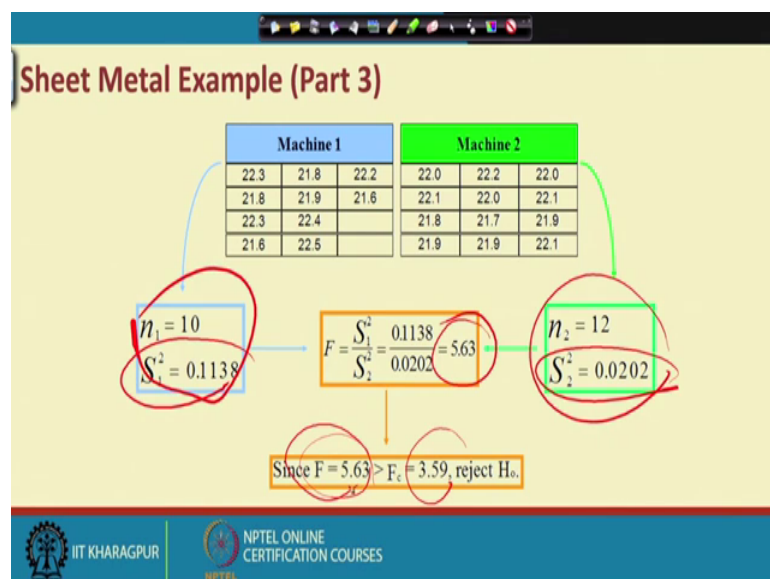 Sheet Metal Example (Part 3)
Machine 1
22.3 21.8 22.2
21.8 21.9 21.6
22.3 22.4
21.6 22.5
Machine 2
22.0 22.2 22.0
22.1 22.0 22.1
21.8 21.7 21.9
21.9 21.9 22.1
n₁ = 10
S₁² = 0.1138
F = S₁² / S₂² = 0.1138 / 0.0202 = 5.63
n₂ = 12
S₂² = 0.0202
Since F = 5.63 > Fc = 3.59, reject Ho.
IIT KHARAGPUR
NPTEL ONLINE
CERTIFICATION COURSES
NPTEL